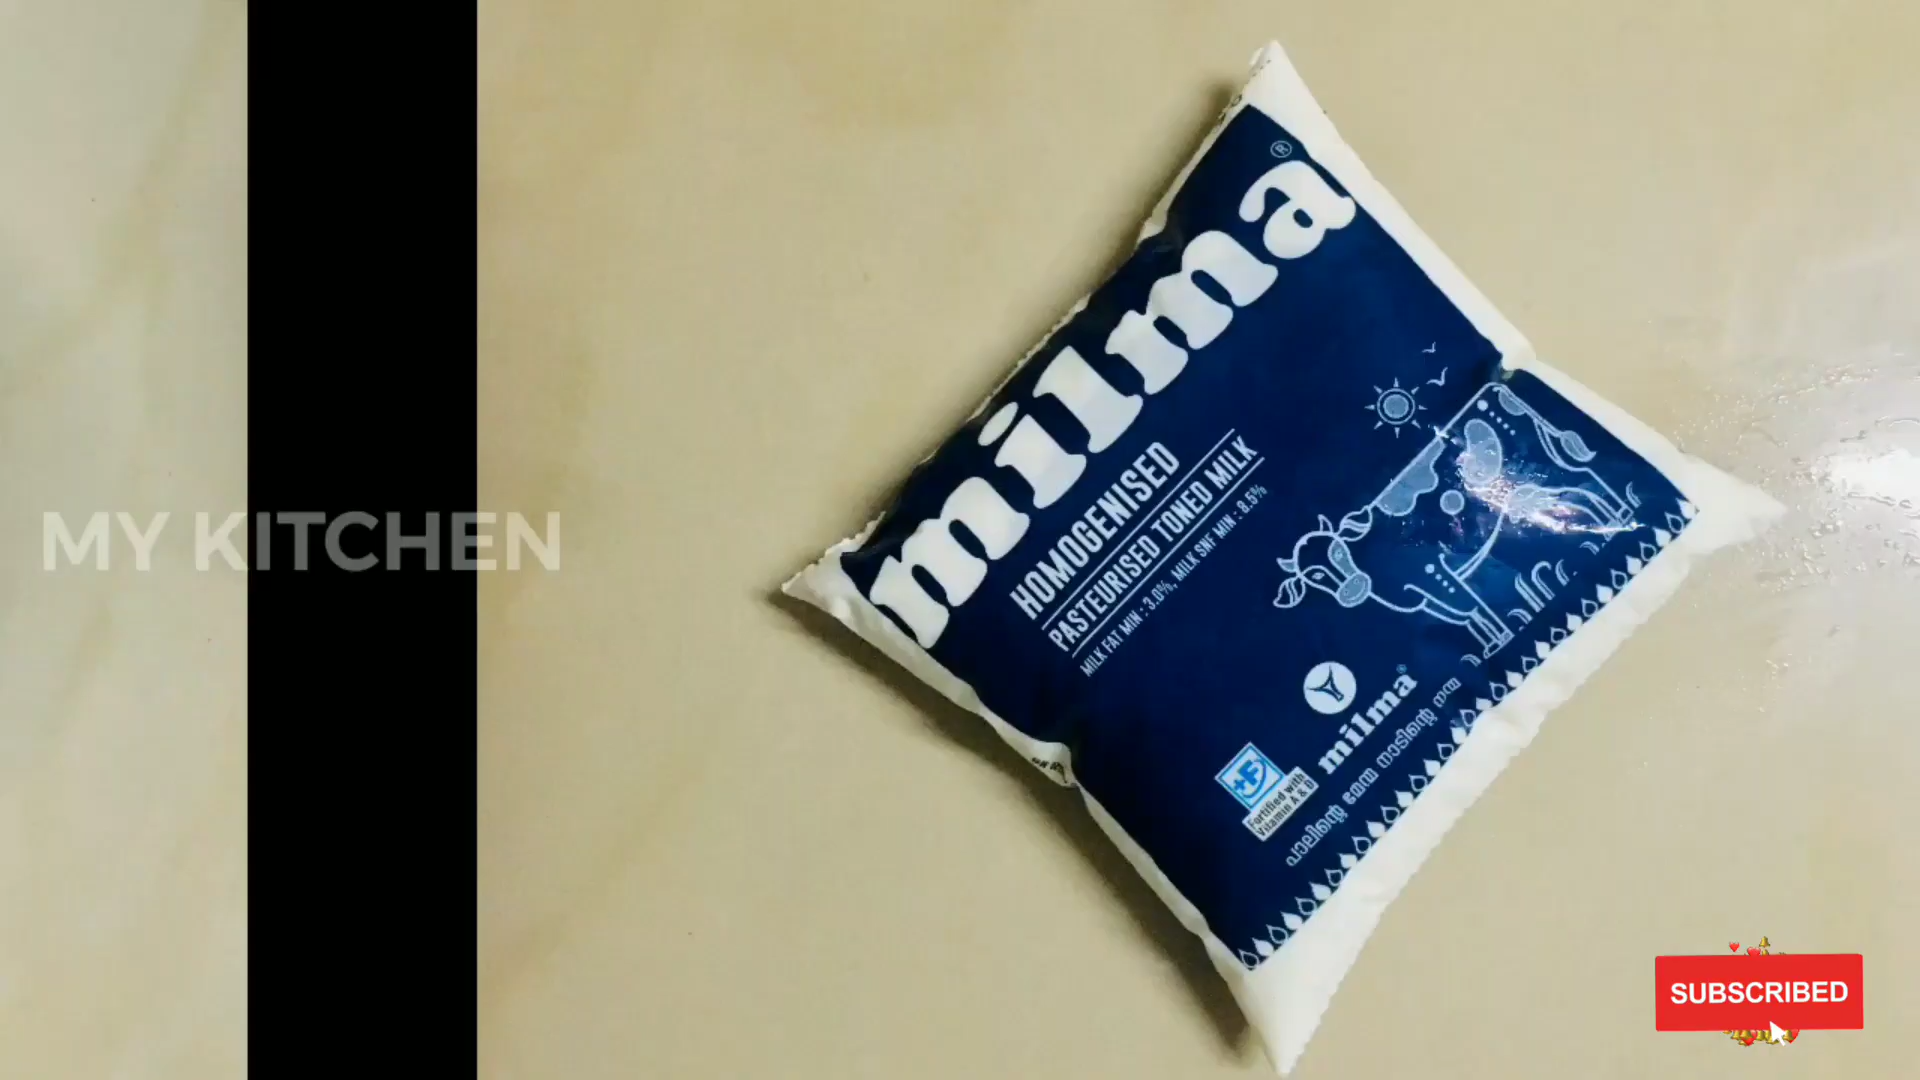 MY KITCHEN
milma®
HOMOGENISED
PASTEURISED TONED MILK
MILK FAT MIN : 3.0%, MILK SNF MIN : 8.5%
milma®
+F
Fortified with
Vitamin A & D
പാലിന്റെ മേന്മ നാടിന്റെ നന്മ
SUBSCRIBED